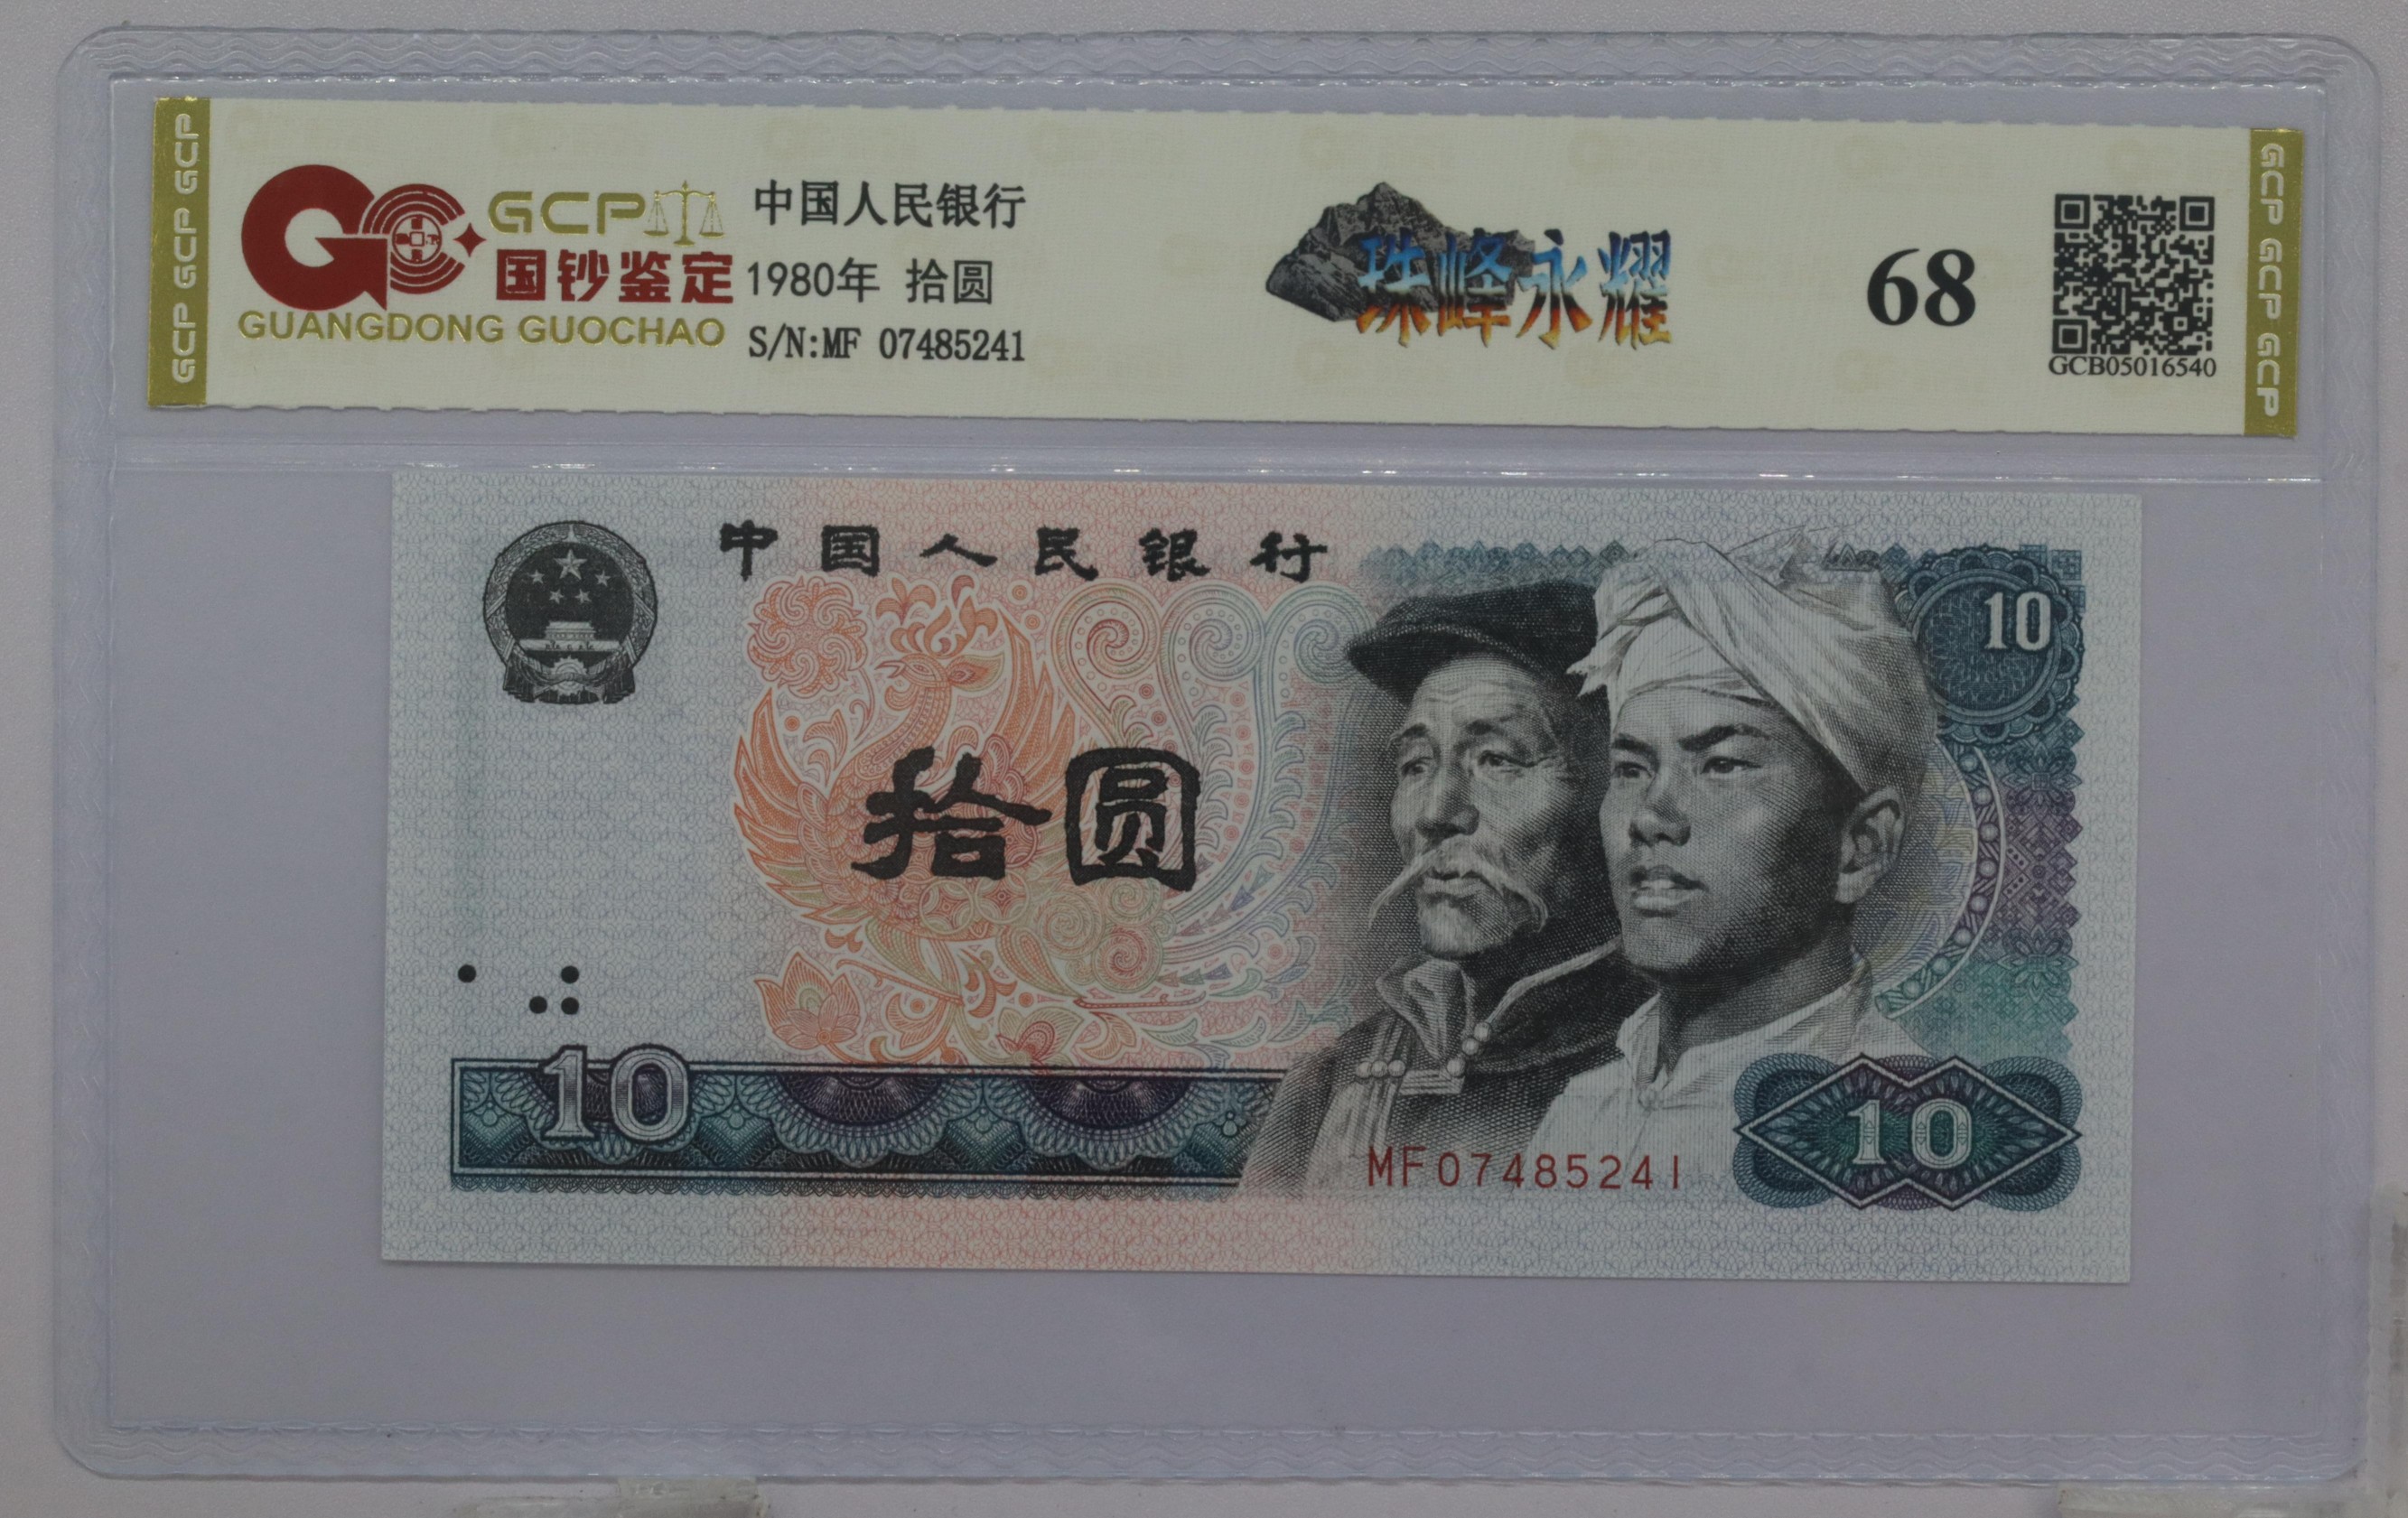 GCP GCP GCP
GCP
国钞鉴定
GUANGDONG GUOCHAO
中国人民银行
1980年 拾圆
S/N:MF 07485241
珠峰永耀
68
GCB05016540
GCP GCP GCP GCP
中国人民银行
10
拾圆
10
MF07485241
10